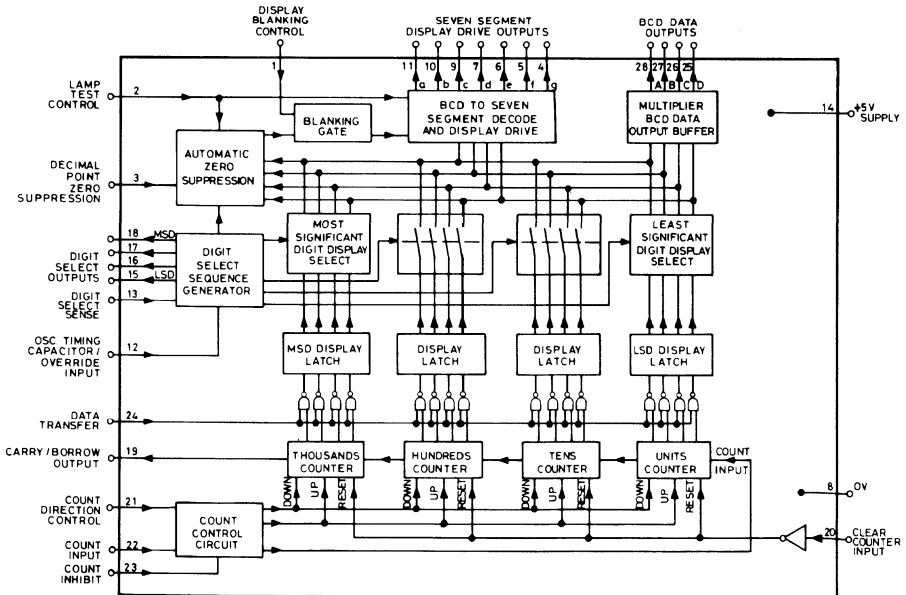 DISPLAY
BLANKING
CONTROL
SEVEN SEGMENT
DISPLAY DRIVE OUTPUTS
BCD DATA
OUTPUTS
1
11 10 9 7 6 5 4
28 27 26 25
a b c d e f g
A B C D
LAMP
TEST
CONTROL
2
BLANKING
GATE
BCD TO SEVEN
SEGMENT DECODE
AND DISPLAY DRIVE
MULTIPLIER
BCD DATA
OUTPUT BUFFER
14
+5V
SUPPLY
AUTOMATIC
ZERO
SUPPRESSION
DECIMAL
POINT
ZERO
SUPPRESSION
3
18
MSD
17
16
15
LSD
DIGIT
SELECT
OUTPUTS
DIGIT
SELECT
SEQUENCE
GENERATOR
MOST
SIGNIFICANT
DIGIT DISPLAY
SELECT
LEAST
SIGNIFICANT
DIGIT DISPLAY
SELECT
DIGIT
SELECT
SENSE
13
OSC TIMING
CAPACITOR/
OVERRIDE
INPUT
12
MSD DISPLAY
LATCH
DISPLAY
LATCH
DISPLAY
LATCH
LSD DISPLAY
LATCH
DATA
TRANSFER
24
CARRY/BORROW
OUTPUT
19
THOUSANDS
COUNTER
HUNDREDS
COUNTER
TENS
COUNTER
UNITS
COUNTER
COUNT
INPUT
DOWN UP RESET
DOWN UP RESET
DOWN UP RESET
DOWN UP RESET
8
0V
COUNT
DIRECTION
CONTROL
21
COUNT
CONTROL
CIRCUIT
COUNT
INPUT
22
COUNT
INHIBIT
23
20
CLEAR
COUNTER
INPUT